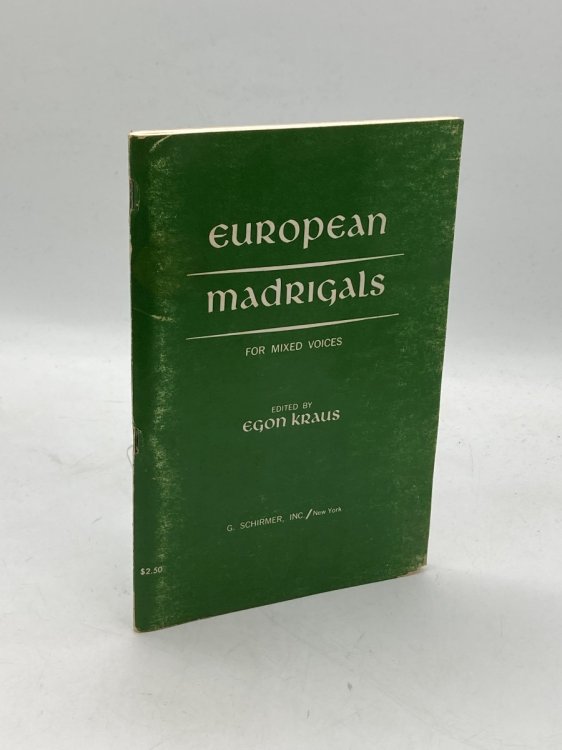 EUROPEAN
MADRIGALS
FOR MIXED VOICES
EDITED BY
EGON KRAUS
G. SCHIRMER, INC./New York
$2.50